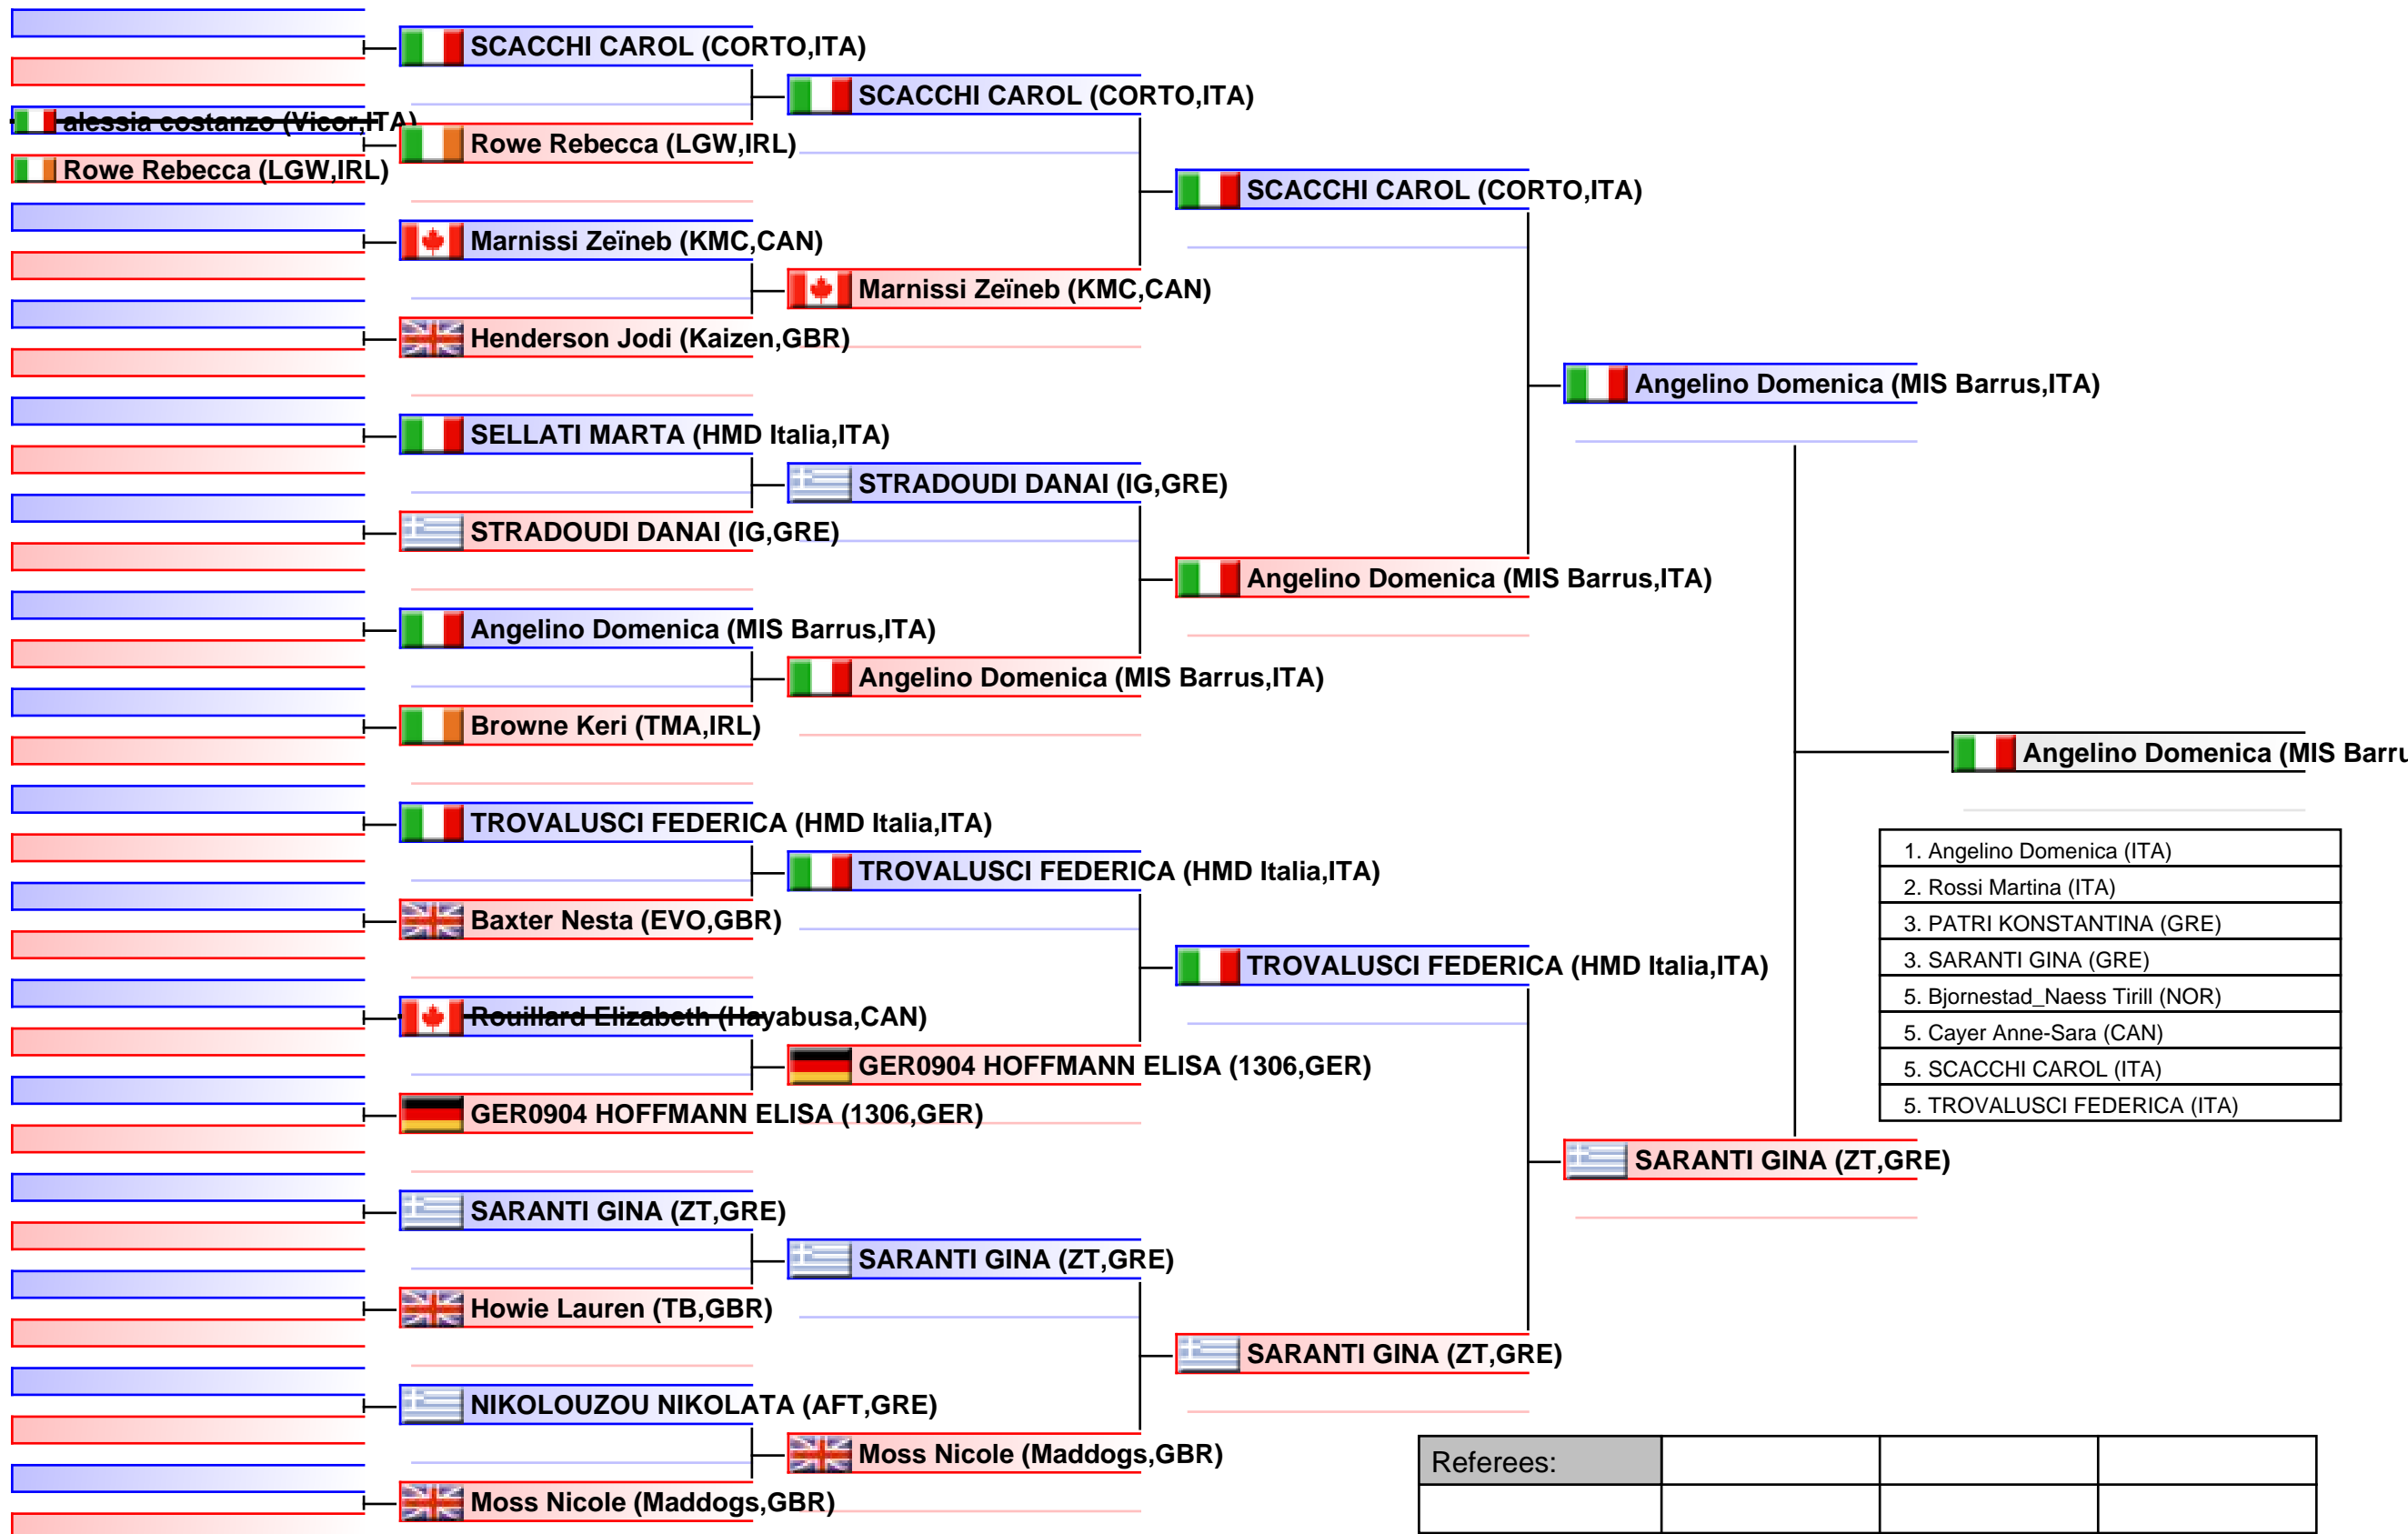 alessia costanzo (Vicor,ITA)
Rowe Rebecca (LGW,IRL)
SCACCHI CAROL (CORTO,ITA)
Rowe Rebecca (LGW,IRL)
Marnissi Zeïneb (KMC,CAN)
Henderson Jodi (Kaizen,GBR)
SELLATI MARTA (HMD Italia,ITA)
STRADOUDI DANAI (IG,GRE)
Angelino Domenica (MIS Barrus,ITA)
Browne Keri (TMA,IRL)
TROVALUSCI FEDERICA (HMD Italia,ITA)
Baxter Nesta (EVO,GBR)
Rouillard Elizabeth (Hayabusa,CAN)
GER0904 HOFFMANN ELISA (1306,GER)
SARANTI GINA (ZT,GRE)
Howie Lauren (TB,GBR)
NIKOLOUZOU NIKOLATA (AFT,GRE)
Moss Nicole (Maddogs,GBR)
SCACCHI CAROL (CORTO,ITA)
Marnissi Zeïneb (KMC,CAN)
STRADOUDI DANAI (IG,GRE)
Angelino Domenica (MIS Barrus,ITA)
TROVALUSCI FEDERICA (HMD Italia,ITA)
GER0904 HOFFMANN ELISA (1306,GER)
SARANTI GINA (ZT,GRE)
Moss Nicole (Maddogs,GBR)
SCACCHI CAROL (CORTO,ITA)
Angelino Domenica (MIS Barrus,ITA)
TROVALUSCI FEDERICA (HMD Italia,ITA)
SARANTI GINA (ZT,GRE)
Angelino Domenica (MIS Barrus,ITA)
SARANTI GINA (ZT,GRE)
Angelino Domenica (MIS Barru
1. Angelino Domenica (ITA)
2. Rossi Martina (ITA)
3. PATRI KONSTANTINA (GRE)
3. SARANTI GINA (GRE)
5. Bjornestad_Naess Tirill (NOR)
5. Cayer Anne-Sara (CAN)
5. SCACCHI CAROL (ITA)
5. TROVALUSCI FEDERICA (ITA)
Referees: